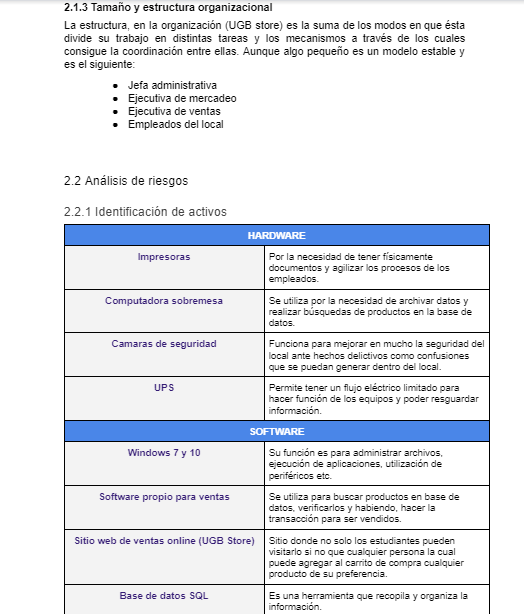 2.1.3 Tamaño y estructura organizacional
La estructura, en la organización (UGB store) es la suma de los modos en que ésta
divide su trabajo en distintas tareas y los mecanismos a través de los cuales
consigue la coordinación entre ellas. Aunque algo pequeño es un modelo estable y
es el siguiente:
● Jefa administrativa
● Ejecutiva de mercadeo
● Ejecutiva de ventas
● Empleados del local
2.2 Análisis de riesgos
2.2.1 Identificación de activos
HARDWARE
Impresoras
Por la necesidad de tener físicamente
documentos y agilizar los procesos de los
empleados.
Computadora sobremesa
Se utiliza por la necesidad de archivar datos y
realizar búsquedas de productos en la base de
datos.
Camaras de seguridad
Funciona para mejorar en mucho la seguridad del
local ante hechos delictivos como confusiones
que se puedan generar dentro del local.
UPS
Permite tener un flujo eléctrico limitado para
hacer función de los equipos y poder resguardar
información.
SOFTWARE
Windows 7 y 10
Su función es para administrar archivos,
ejecución de aplicaciones, utilización de
periféricos etc.
Software propio para ventas
Se utiliza para buscar productos en base de
datos, verificarlos y habiendo, hacer la
transacción para ser vendidos.
Sitio web de ventas online (UGB Store)
Sitio donde no solo los estudiantes pueden
visitarlo si no que cualquier persona la cual
puede agregar al carrito de compra cualquier
producto de su preferencia.
Base de datos SQL
Es una herramienta que recopila y organiza la
información.